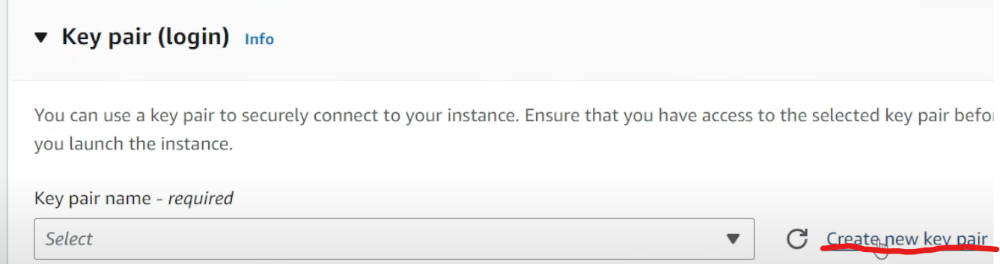 Key pair (login) Info
You can use a key pair to securely connect to your instance. Ensure that you have access to the selected key pair
you launch the instance.
Key pair name - required
Select
Create new key pair